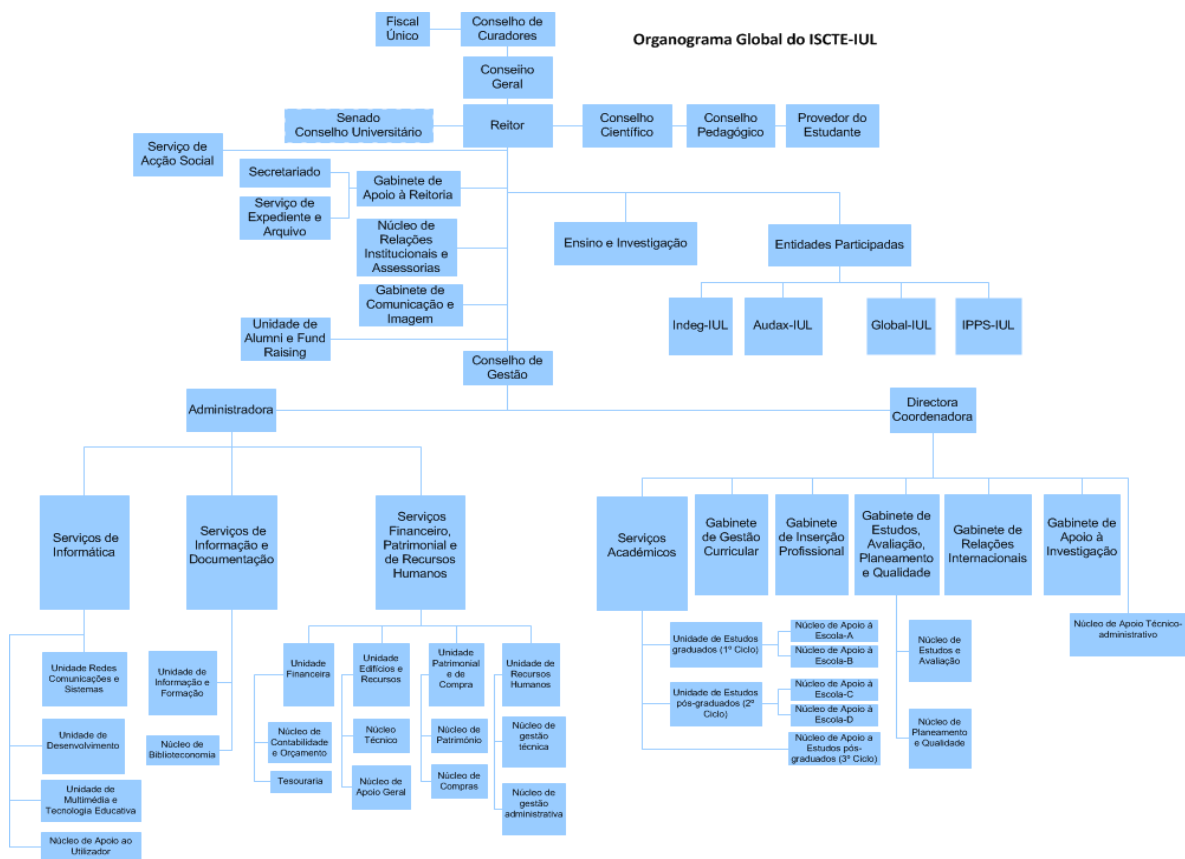 Fiscal
Único
Conselho de
Curadores
Organograma Global do ISCTE-IUL
Conselho
Geral
Senado
Conselho Universitário
Reitor
Conselho
Científico
Conselho
Pedagógico
Provedor do
Estudante
Serviço de
Acção Social
Secretariado
Serviço de
Expediente e
Arquivo
Gabinete de
Apoio à Reitoria
Núcleo de
Relações
Institucionais e
Assessorias
Gabinete de
Comunicação e
Imagem
Unidade de
Alumni e Fund
Raising
Ensino e Investigação
Entidades Participadas
Indeg-IUL
Audax-IUL
Global-IUL
IPPS-IUL
Conselho de
Gestão
Administradora
Directora
Coordenadora
Serviços de
Informática
Serviços de
Informação e
Documentação
Serviços
Financeiro,
Patrimonial e
de Recursos
Humanos
Serviços
Académicos
Gabinete
de Gestão
Curricular
Gabinete
de Inserção
Profissional
Gabinete de
Estudos,
Avaliação,
Planeamento
e Qualidade
Gabinete de
Relações
Internacionais
Gabinete de
Apoio à
Investigação
Núcleo de Apoio Técnico-
administrativo
Unidade Redes
Comunicações e
Sistemas
Unidade de
Desenvolvimento
Unidade de
Multimédia e
Tecnologia Educativa
Núcleo de Apoio ao
Utilizador
Unidade de
Informação e
Formação
Núcleo de
Biblioteconomia
Unidade
Financeira
Núcleo de
Contabilidade
e Orçamento
Tesouraria
Unidade
Edifícios e
Recursos
Núcleo
Técnico
Núcleo de
Apoio Geral
Unidade
Patrimonial
e de Compra
Núcleo de
Património
Núcleo de
Compras
Unidade de
Recursos
Humanos
Núcleo de
gestão
técnica
Núcleo de
gestão
administrativa
Unidade de Estudos
graduados (1º Ciclo)
Núcleo de Apoio à
Escola-A
Núcleo de Apoio à
Escola-B
Unidade de Estudos
pós-graduados (2º
Ciclo)
Núcleo de Apoio à
Escola-C
Núcleo de Apoio à
Escola-D
Núcleo de Apoio a
Estudos pós-
graduados (3º Ciclo)
Núcleo de
Estudos e
Avaliação
Núcleo de
Planeamento
e Qualidade